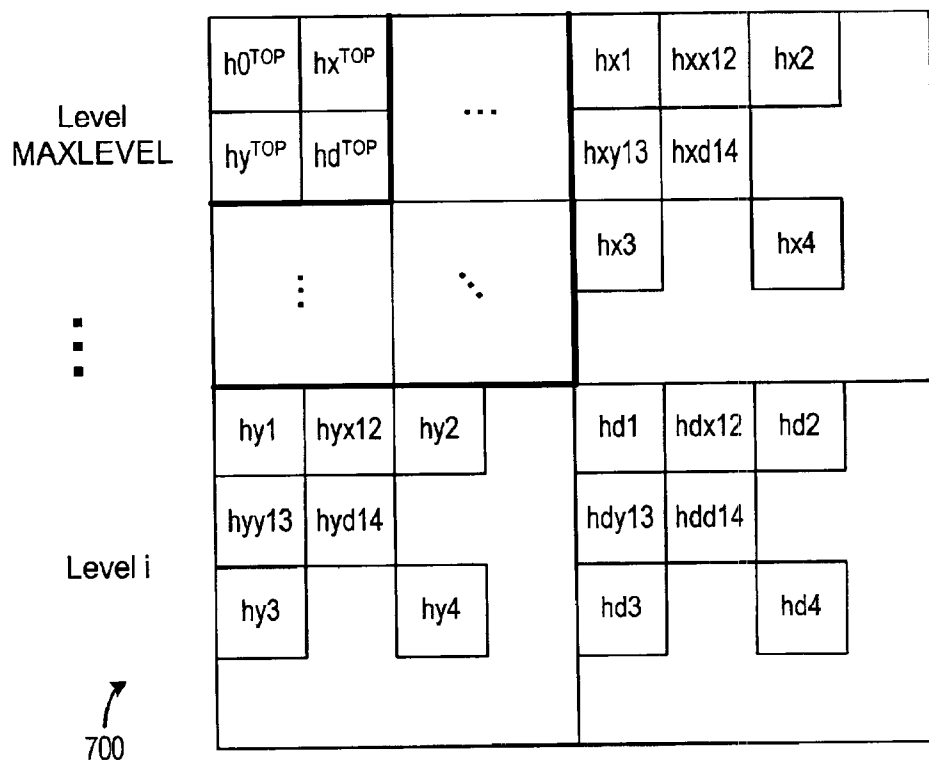 h0TOP hxTOP ... hx1 hxx12 hx2
Level
MAXLEVEL
hyTOP hdTOP hxy13 hxd14
hx3 hx4
hy1 hyx12 hy2 hd1 hdx12 hd2
hyy13 hyd14 hdy13 hdd14
Level i
hy3 hy4 hd3 hd4
700